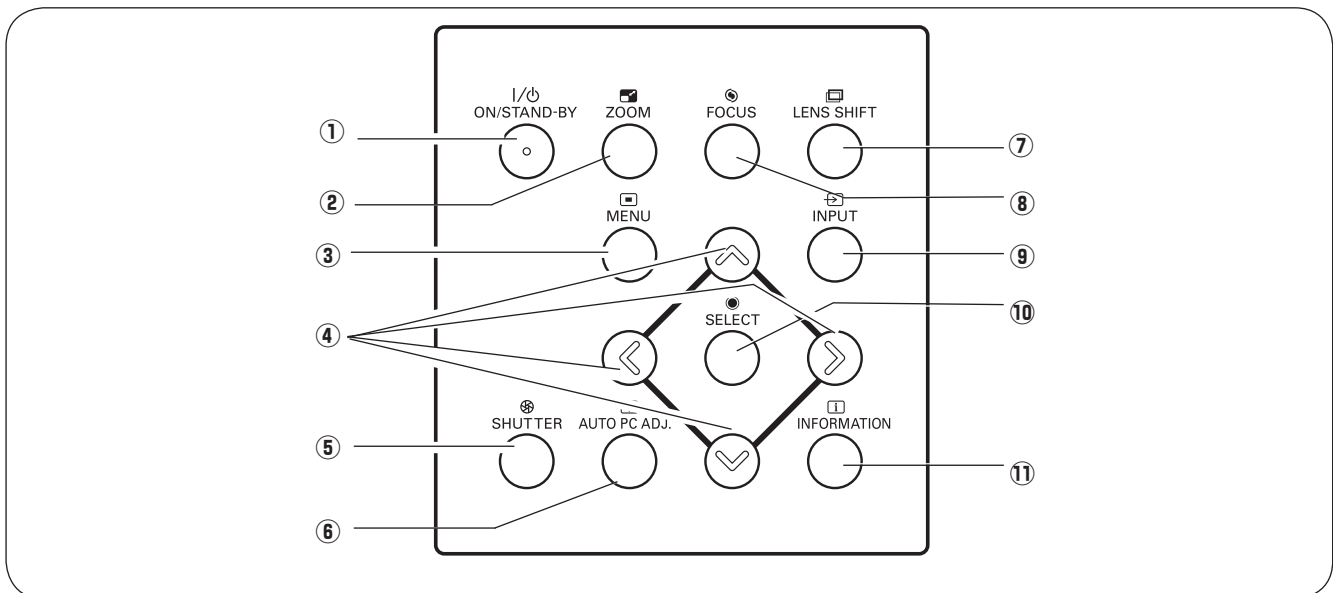 ON/STAND-BY ZOOM FOCUS LENS SHIFT
①
⑦
②
⑧
MENU INPUT
③
⑨
④
SELECT
⑩
SHUTTER AUTO PC ADJ. INFORMATION
⑤
⑪
⑥